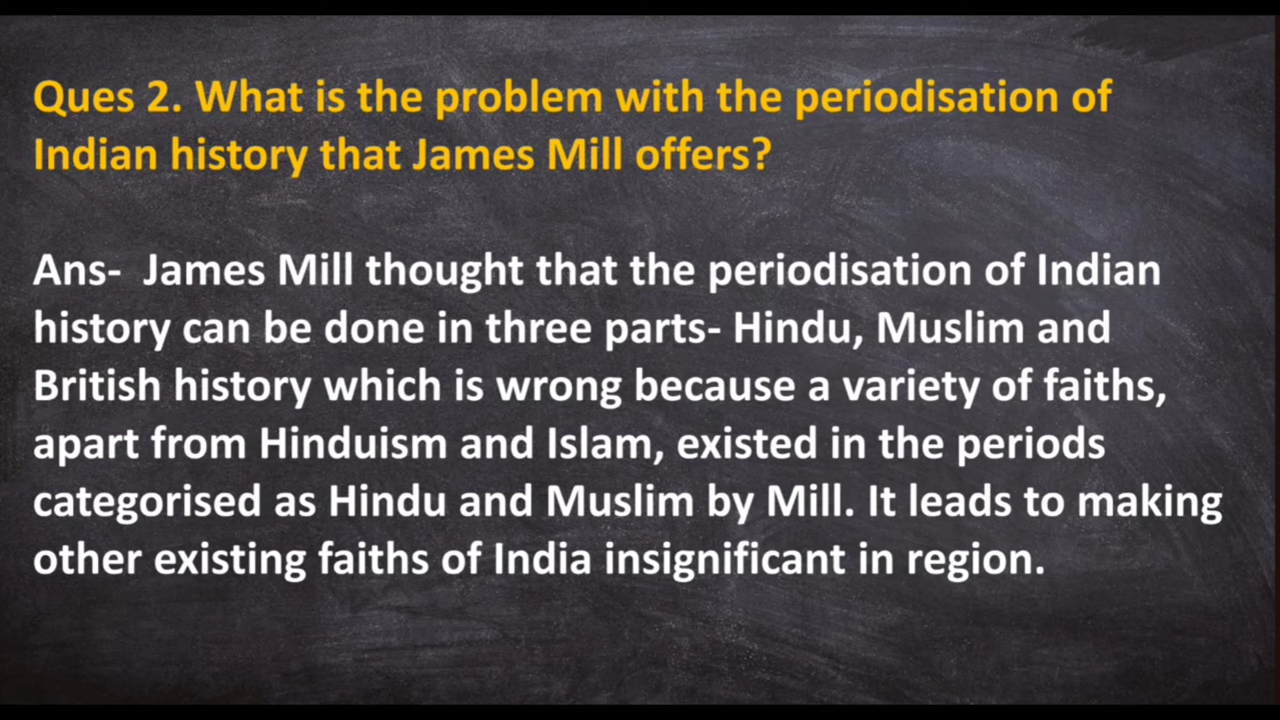 Ques 2. What is the problem with the periodisation of
Indian history that James Mill offers?
Ans- James Mill thought that the periodisation of Indian
history can be done in three parts- Hindu, Muslim and
British history which is wrong because a variety of faiths,
apart from Hinduism and Islam, existed in the periods
categorised as Hindu and Muslim by Mill. It leads to making
other existing faiths of India insignificant in region.